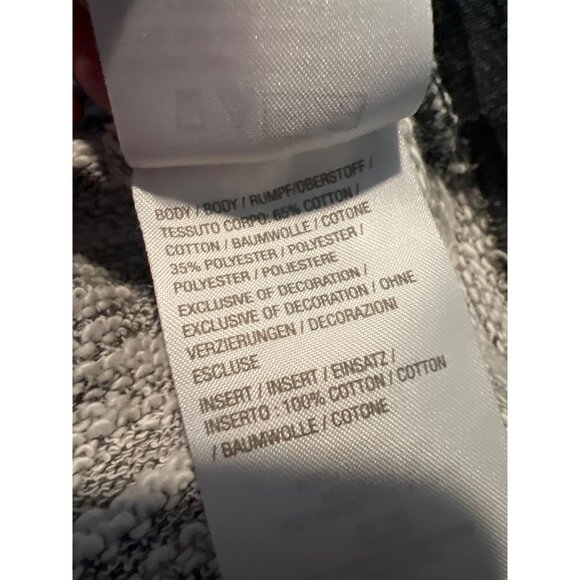 BODY / BODY / RUMPF/OBERSTOFF /
TESSUTO CORPO: 65% COTTON /
COTTON / BAUMWOLLE / COTONE
35% POLYESTER / POLYESTER /
POLYESTER / POLIESTERE
EXCLUSIVE OF DECORATION /
EXCLUSIVE OF DECORATION / OHNE
VERZIERUNGEN / DECORAZIONI
ESCLUSE
INSERT / INSERT / EINSATZ /
INSERTO : 100% COTTON / COTTON
/ BAUMWOLLE / COTONE